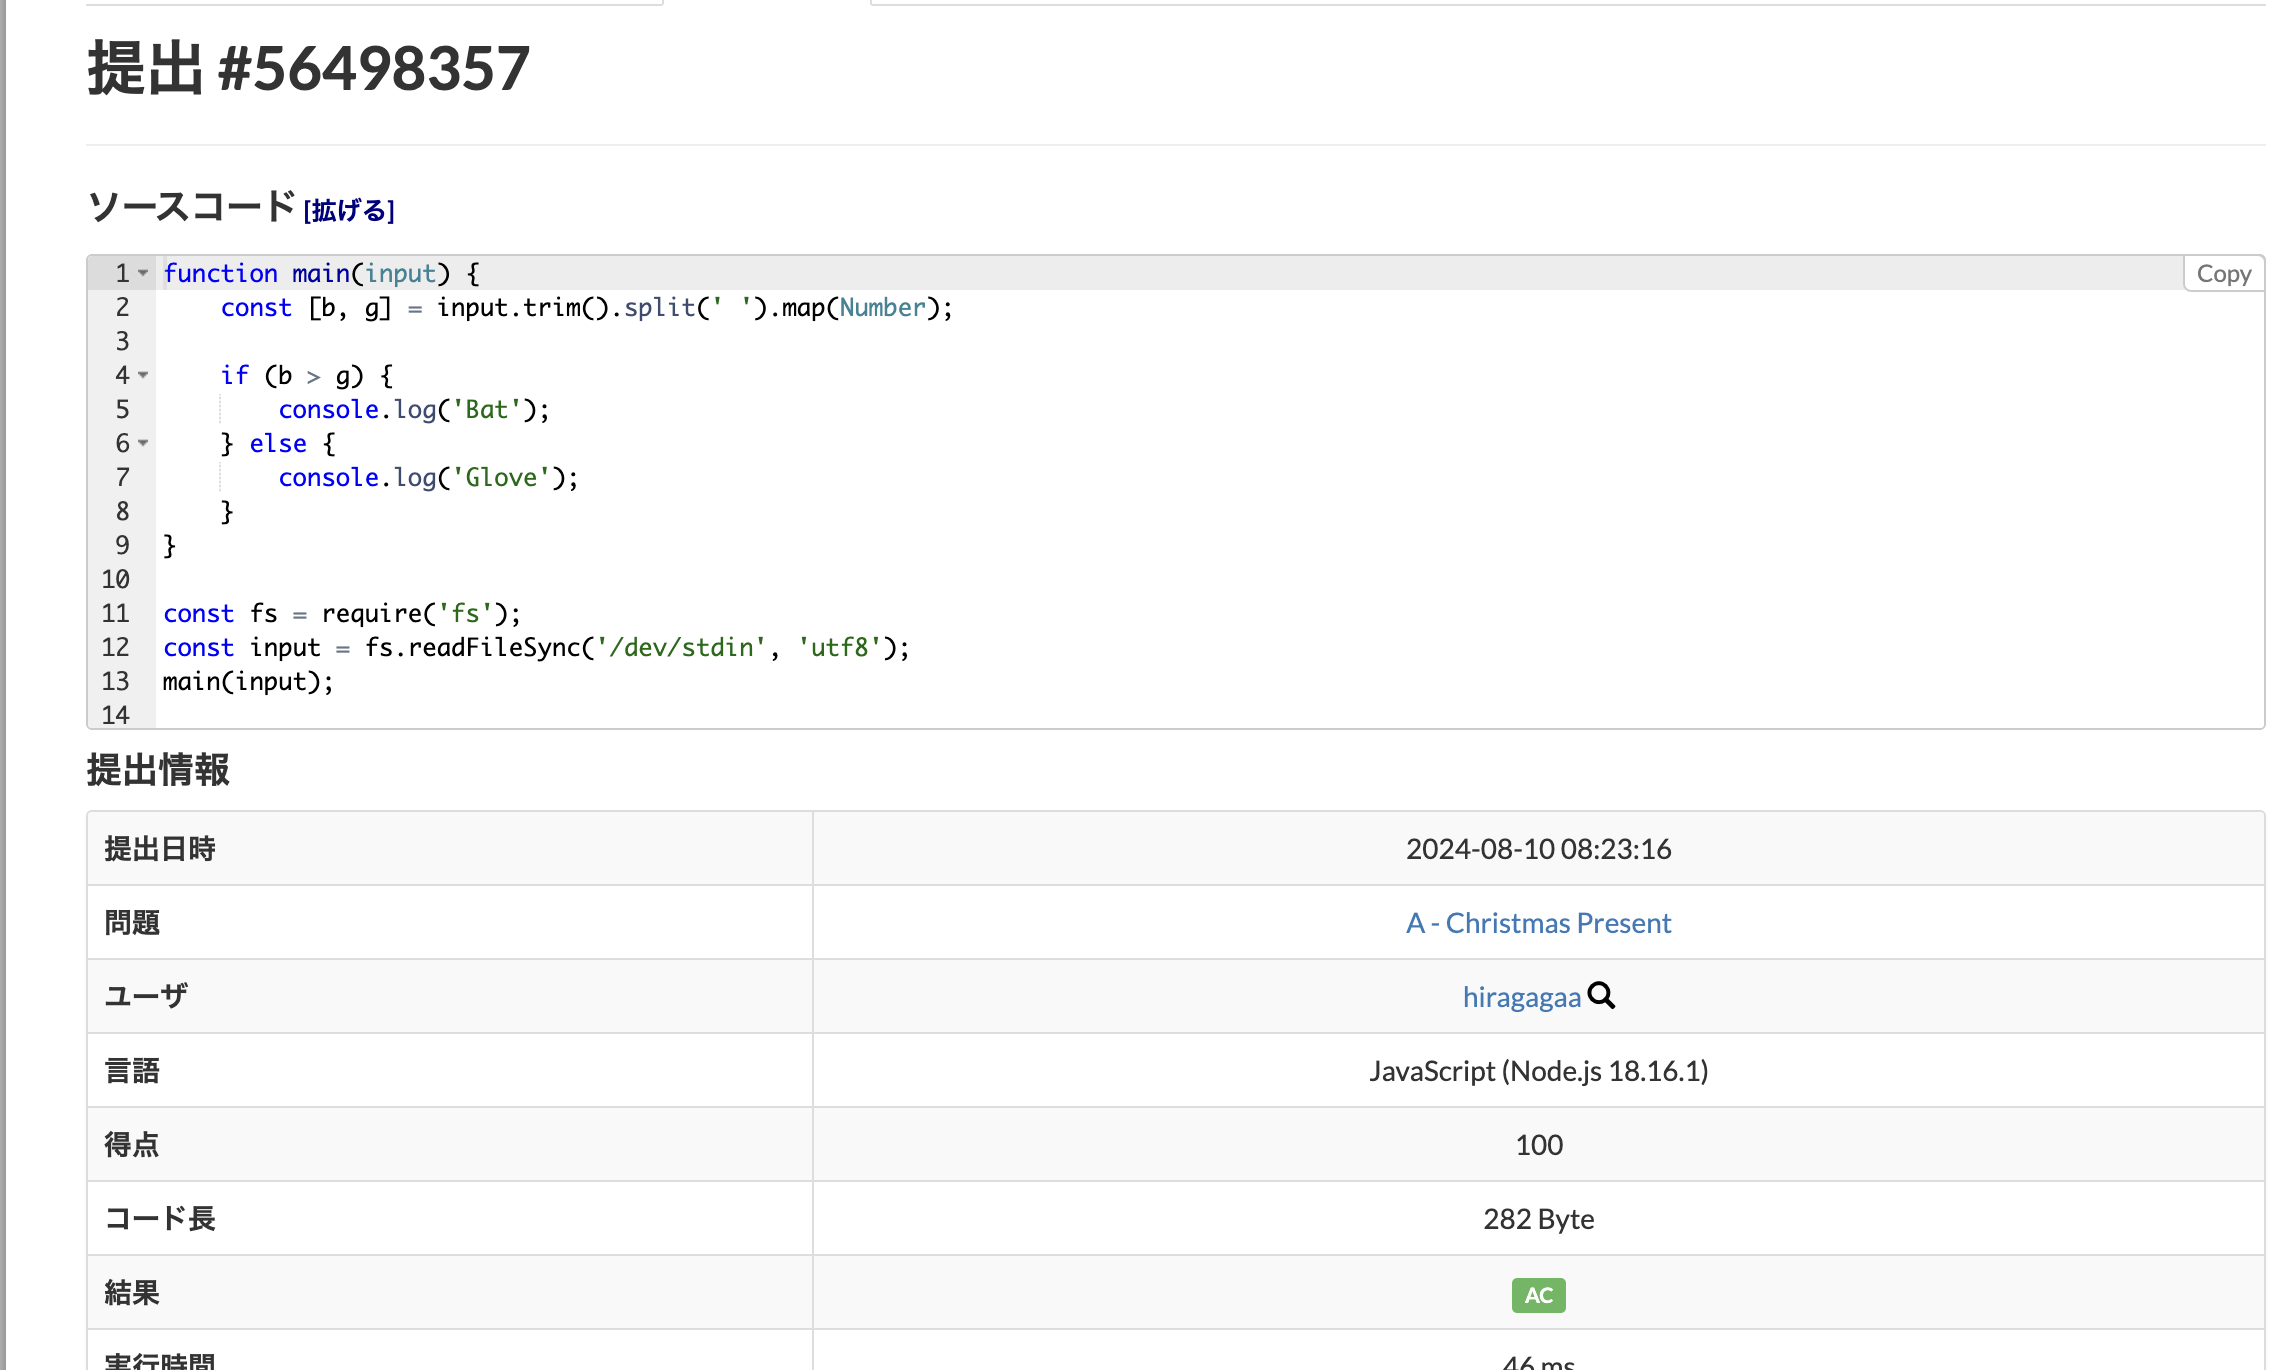 提出 #56498357
ソースコード [拡げる]
Copy
1 function main(input) {
2     const [b, g] = input.trim().split(' ').map(Number);
3
4     if (b > g) {
5         console.log('Bat');
6     } else {
7         console.log('Glove');
8     }
9 }
10
11 const fs = require('fs');
12 const input = fs.readFileSync('/dev/stdin', 'utf8');
13 main(input);
14
提出情報
提出日時 2024-08-10 08:23:16
問題 A - Christmas Present
ユーザ hiragagaa
言語 JavaScript (Node.js 18.16.1)
得点 100
コード長 282 Byte
結果 AC
実行時間 46 ms